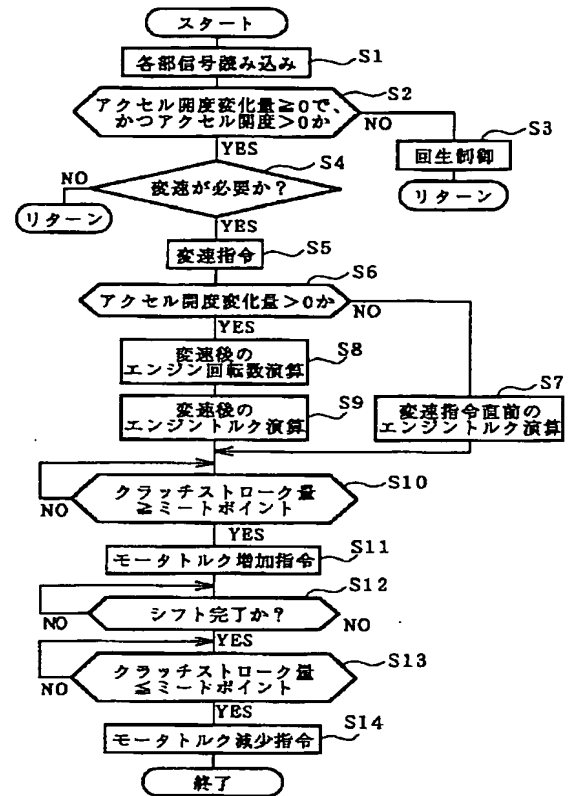 スタート
各部信号読み込み
S1
アクセル開度変化量≧0で、
かつアクセル開度>0か
S2
NO
YES
S3
回生制御
リターン
NO
S4
変速が必要か?
リターン
YES
変速指令
S5
S6
アクセル開度変化量>0か
NO
YES
変速後の
エンジン回転数演算
S8
変速後の
エンジントルク演算
S9
S7
変速指令直前の
エンジントルク演算
クラッチストローク量
≧ミートポイント
S10
NO
YES
モータトルク増加指令
S11
S12
シフト完了か?
NO
NO
YES
クラッチストローク量
≦ミードポイント
S13
NO
YES
モータトルク減少指令
S14
終了